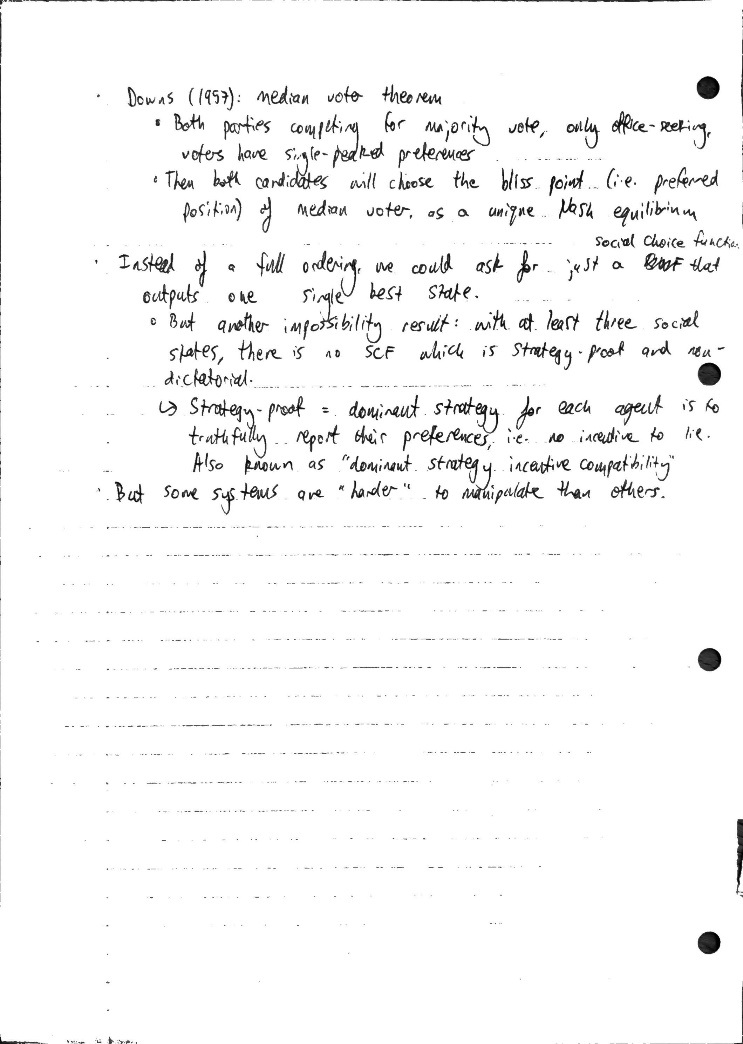 · Downs (1957): median voter theorem
• Both parties competing for majority vote, only office-seeking,
voters have single-peaked preferences
• Then both candidates will choose the bliss point (i.e. preferred
position) of median voter, as a unique Nash equilibrium
social choice function
· Instead of a full ordering, we could ask for just a that
outputs one single best state.
• But another impossibility result: with at least three social
states, there is no SCF which is strategy-proof and non-
dictatorial.
↳ Strategy-proof = dominant strategy for each agent is to
truthfully report their preferences, i.e. no incentive to lie.
Also known as "dominant strategy incentive compatibility"
· But some systems are "harder" to manipulate than others.